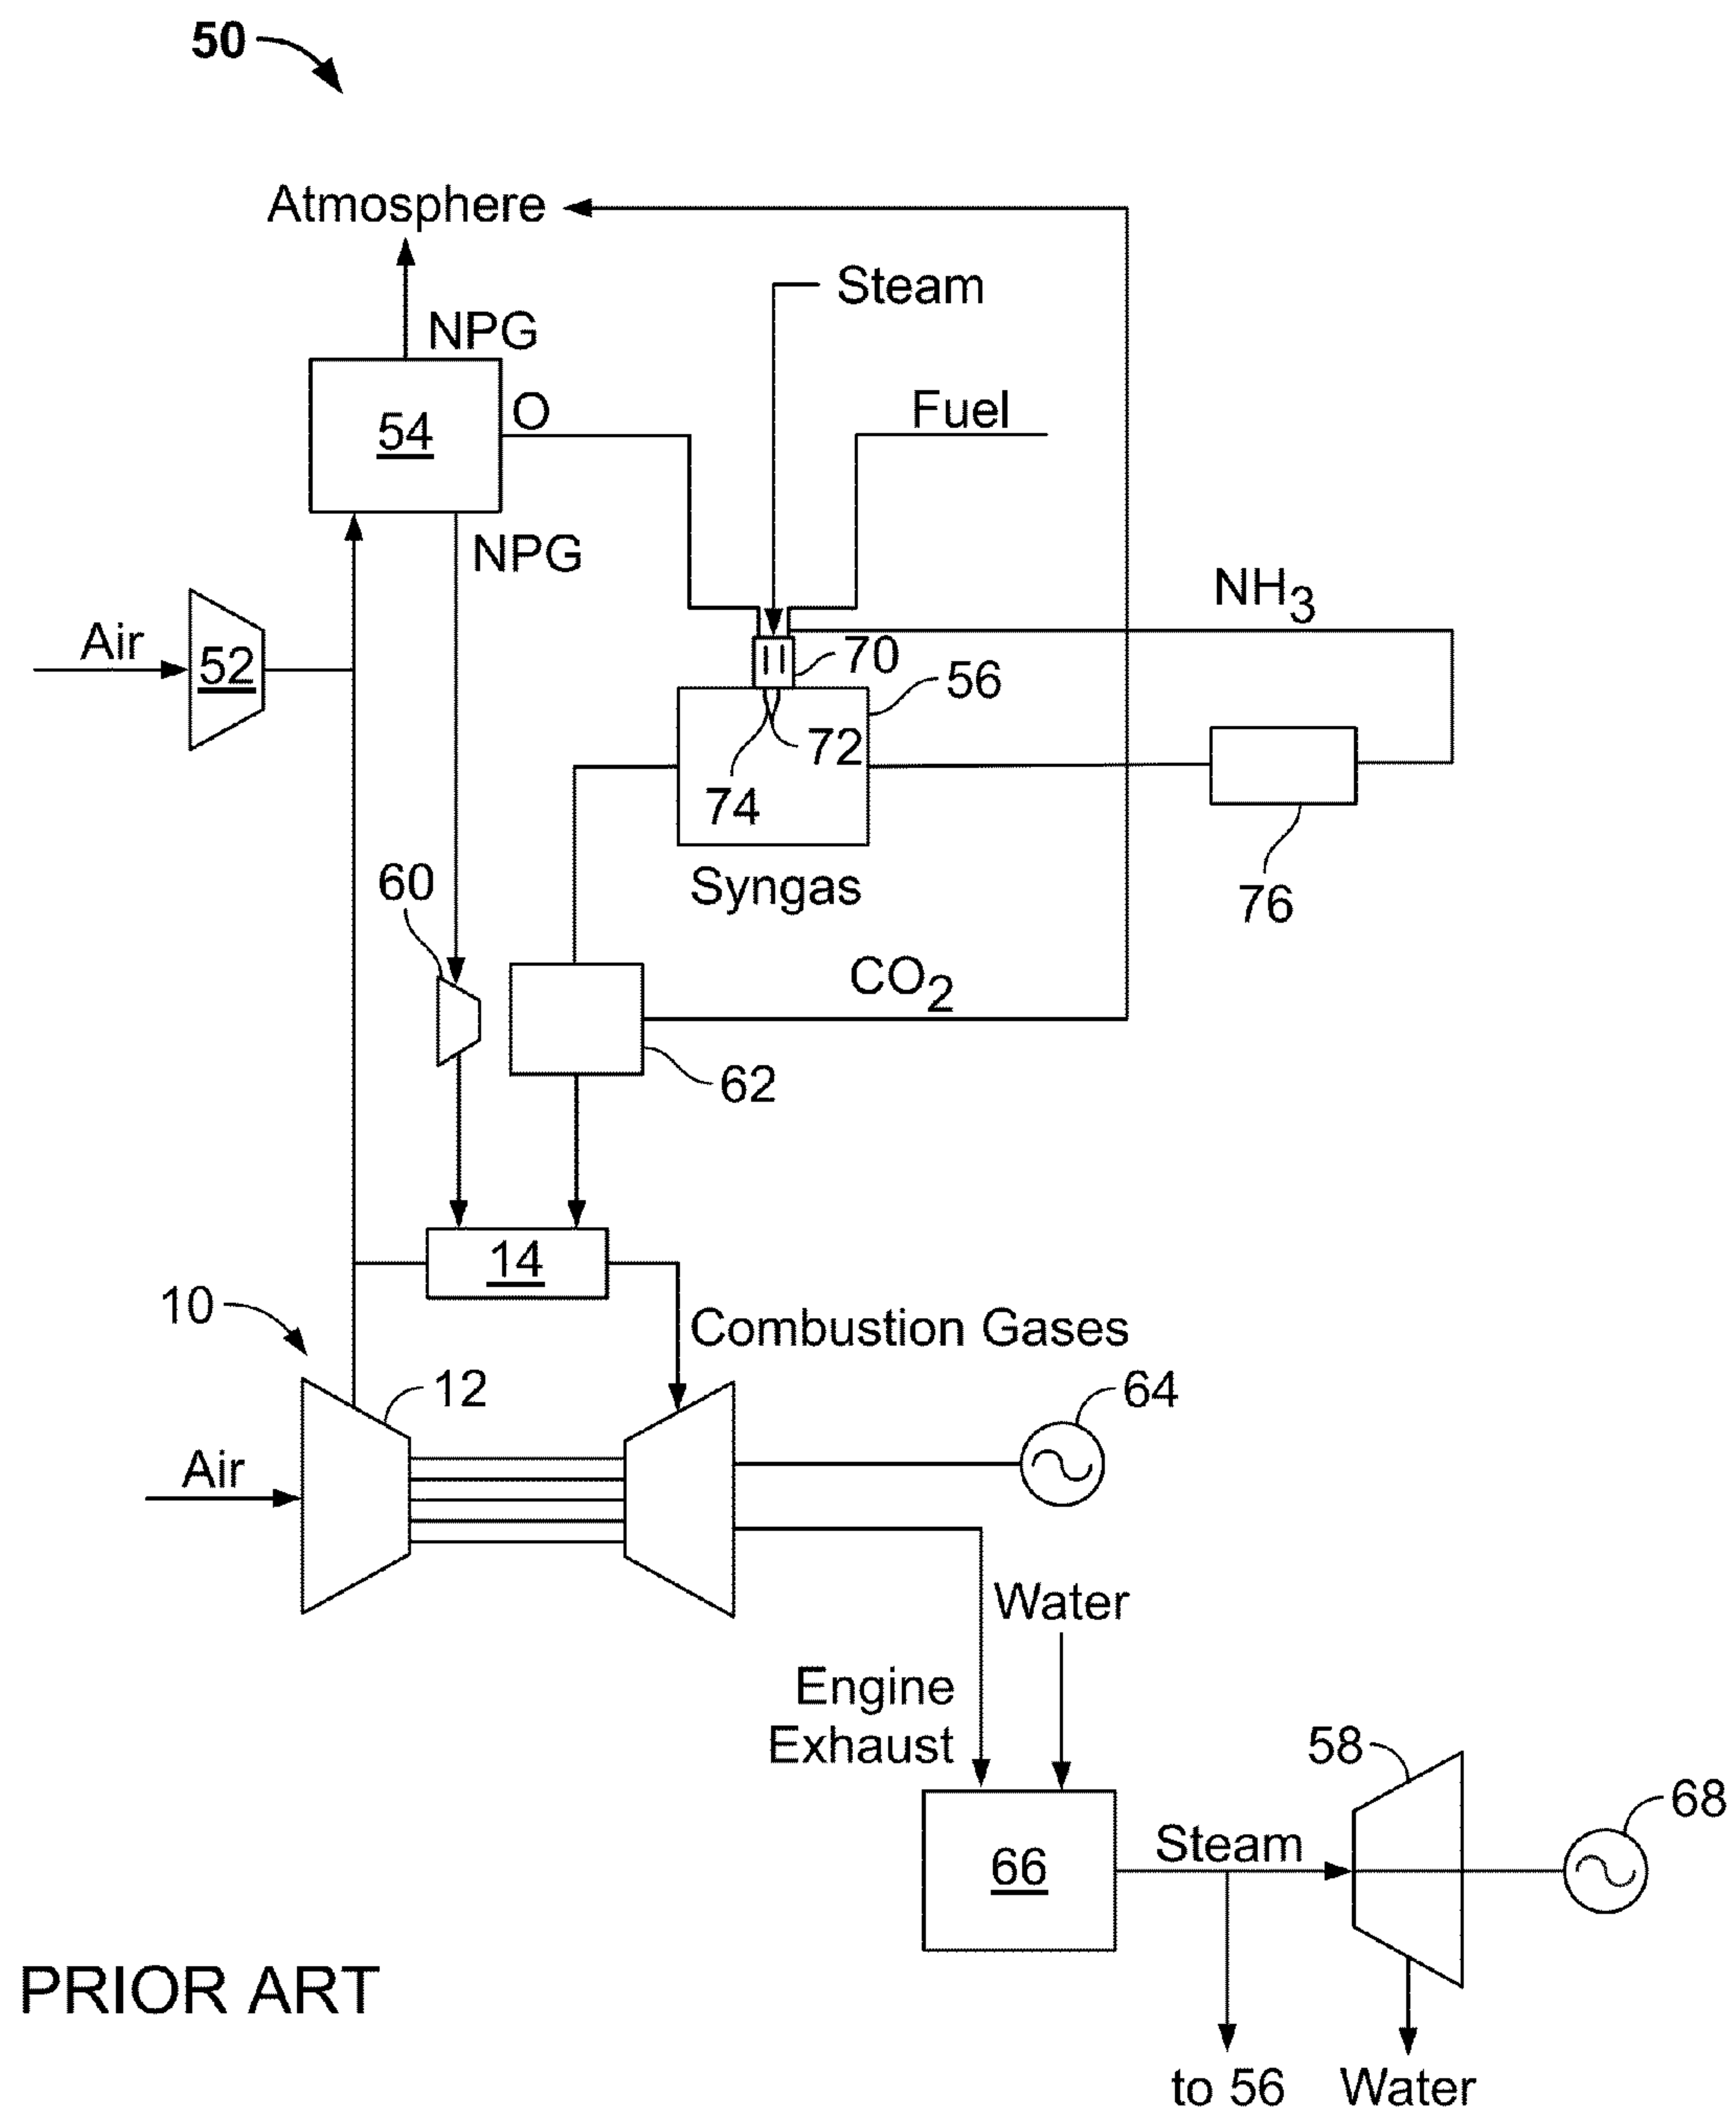 50
Atmosphere
Steam
NPG
Fuel
O
54
NPG
NH3
Air
52
70
56
72
74
Syngas
76
60
CO2
62
14
10
Combustion Gases
12
64
Air
Water
Engine
Exhaust
58
68
Steam
66
PRIOR ART
to 56
Water